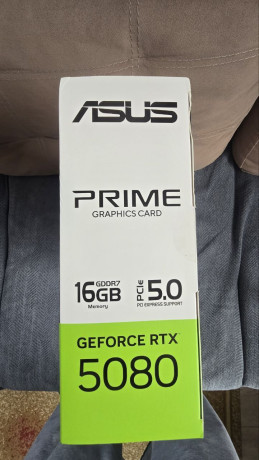 ASUS
PRIME
GRAPHICS CARD
16GB GDDR7 Memory
PCIe 5.0
PCI EXPRESS SUPPORT
GEFORCE RTX
5080